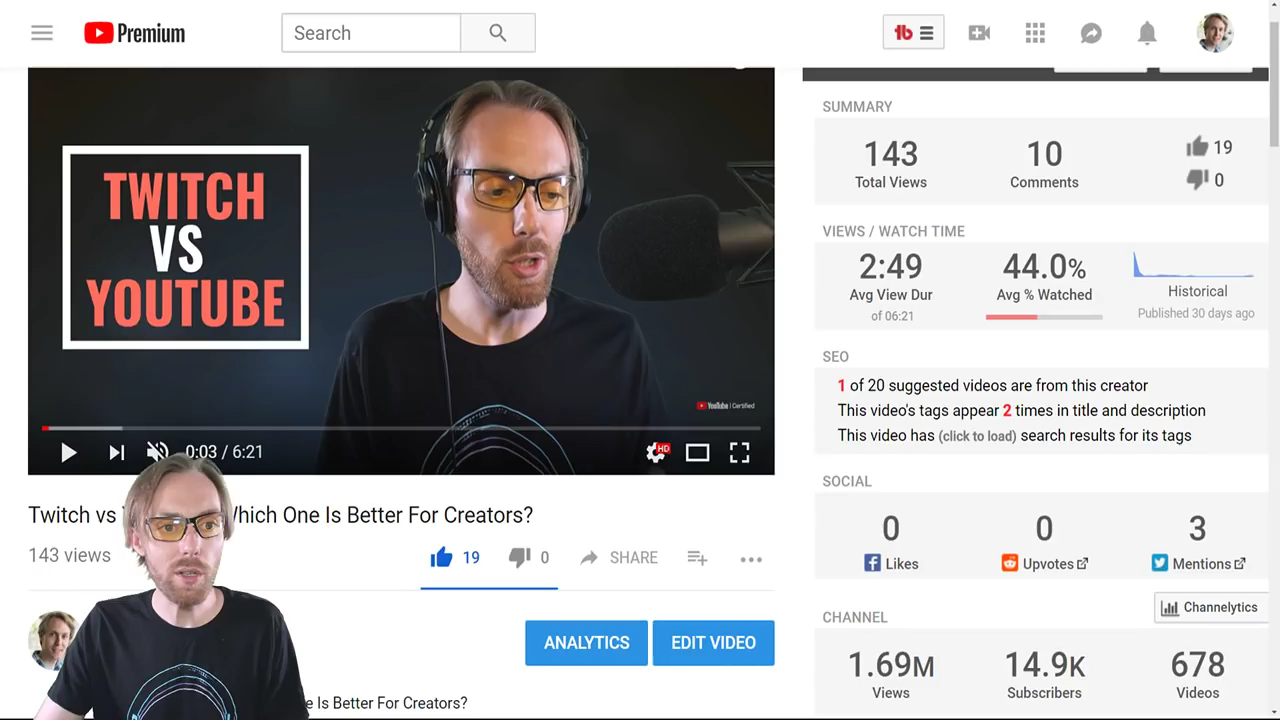 Premium
Search
tb
TWITCH
VS
YOUTUBE
YouTube | Certified
HD
0:03 / 6:21
Twitch vs
Which One Is Better For Creators?
143 views
19
0
SHARE
ANALYTICS
EDIT VIDEO
e Is Better For Creators?
SUMMARY
143
Total Views
10
Comments
19
0
VIEWS / WATCH TIME
2:49
Avg View Dur
of 06:21
44.0%
Avg % Watched
Historical
Published 30 days ago
SEO
1 of 20 suggested videos are from this creator
This video's tags appear 2 times in title and description
This video has (click to load) search results for its tags
SOCIAL
0
Likes
0
Upvotes
3
Mentions
Channelytics
CHANNEL
1.69M
Views
14.9K
Subscribers
678
Videos